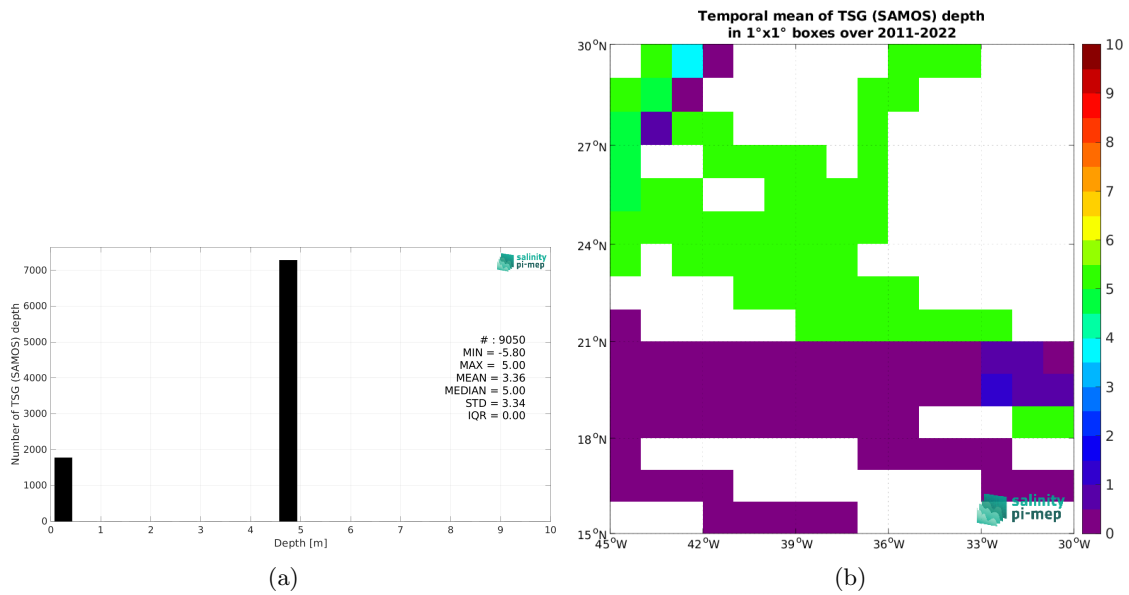 7000
6000
5000
4000
3000
2000
1000
0
Number of TSG (SAMOS) depth
salinity
pi-mep
# : 9050
MIN = -5.80
MAX = 5.00
MEAN = 3.36
MEDIAN = 5.00
STD = 3.34
IQR = 0.00
0 1 2 3 4 5 6 7 8 9 10
Depth [m]
(a)
Temporal mean of TSG (SAMOS) depth
in 1°x1° boxes over 2011-2022
30°N
27°N
24°N
21°N
18°N
15°N
45°W 42°W 39°W 36°W 33°W 30°W
salinity
pi-mep
10
9
8
7
6
5
4
3
2
1
0
(b)